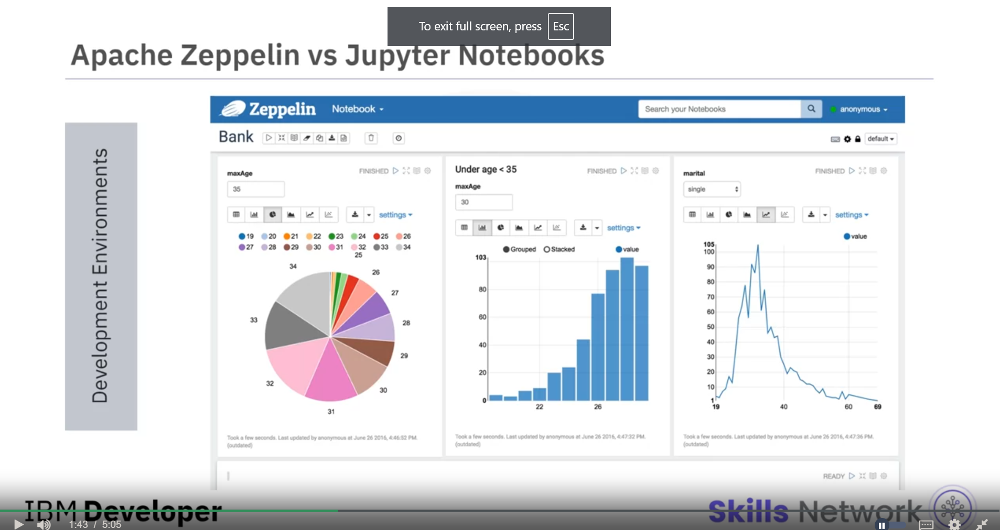 To exit full screen, press Esc
Apache Zeppelin vs Jupyter Notebooks
Development Environments
Zeppelin Notebook Search your Notebooks anonymous
Bank default
maxAge FINISHED
35
settings
19 20 21 22 23 24 25 26
27 28 29 30 31 32 33 34
25
34
26
27
33
28
29
32
30
31
Took a few seconds. Last updated by anonymous at June 26 2016, 4:46:52 PM.
(outdated)
Under age < 35 FINISHED
maxAge
30
settings
Grouped Stacked value
103
80
60
40
20
0
22 26
Took a few seconds. Last updated by anonymous at June 26 2016, 4:47:32 PM.
(outdated)
marital FINISHED
single
settings
value
105
100
90
80
70
60
50
40
30
20
10
1
19 40 60 69
Took a few seconds. Last updated by anonymous at June 26 2016, 4:47:36 PM.
(outdated)
READY
IBM Developer
Skills Network
1:43 / 5:05